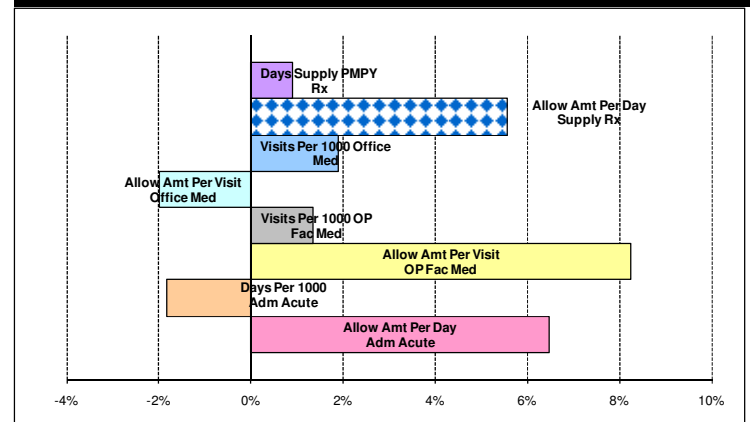 Days Supply PMPY
Rx
Allow Amt Per Day
Supply Rx
Visits Per 1000 Office
Med
Allow Amt Per Visit
Office Med
Visits Per 1000 OP
Fac Med
Allow Amt Per Visit
OP Fac Med
Days Per 1000
Adm Acute
Allow Amt Per Day
Adm Acute
-4% -2% 0% 2% 4% 6% 8% 10%